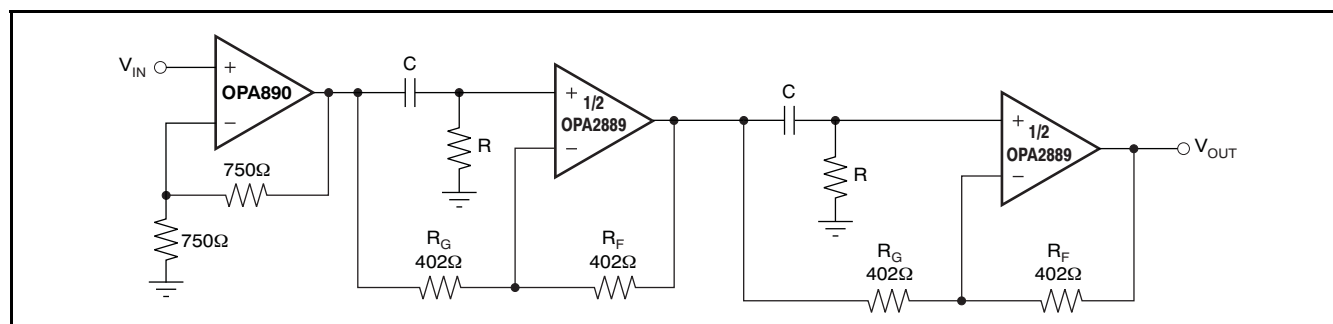 V_IN
+
−
OPA890
750Ω
750Ω
C
R
+
−
1/2
OPA2889
R_G
402Ω
R_F
402Ω
C
R
+
−
1/2
OPA2889
R_G
402Ω
R_F
402Ω
V_OUT